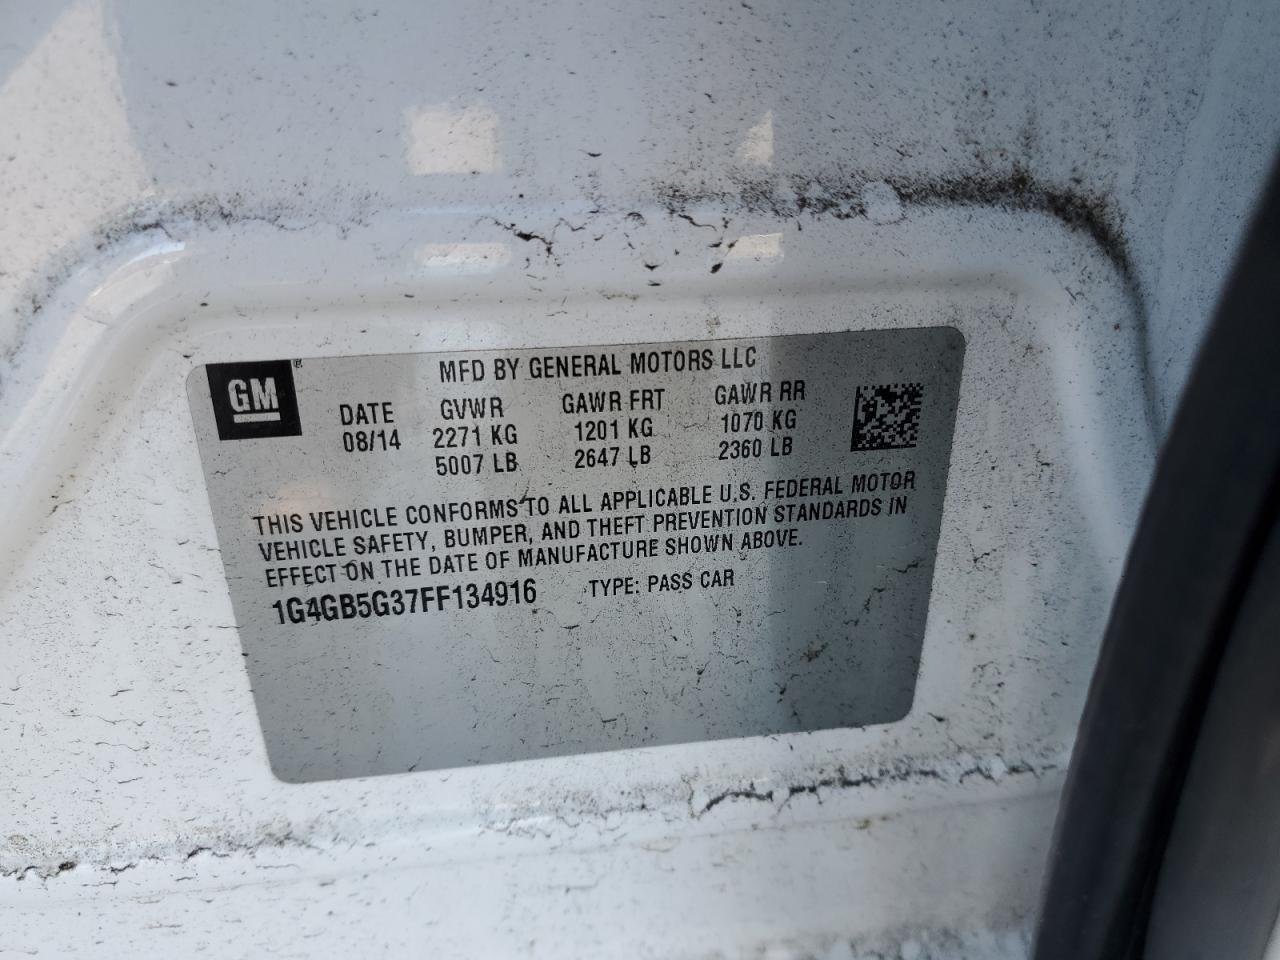 GM
MFD BY GENERAL MOTORS LLC
DATE GVWR GAWR FRT GAWR RR
08/14 2271 KG 1201 KG 1070 KG
5007 LB 2647 LB 2360 LB
THIS VEHICLE CONFORMS TO ALL APPLICABLE U.S. FEDERAL MOTOR
VEHICLE SAFETY, BUMPER, AND THEFT PREVENTION STANDARDS IN
EFFECT ON THE DATE OF MANUFACTURE SHOWN ABOVE.
1G4GB5G37FF134916 TYPE: PASS CAR